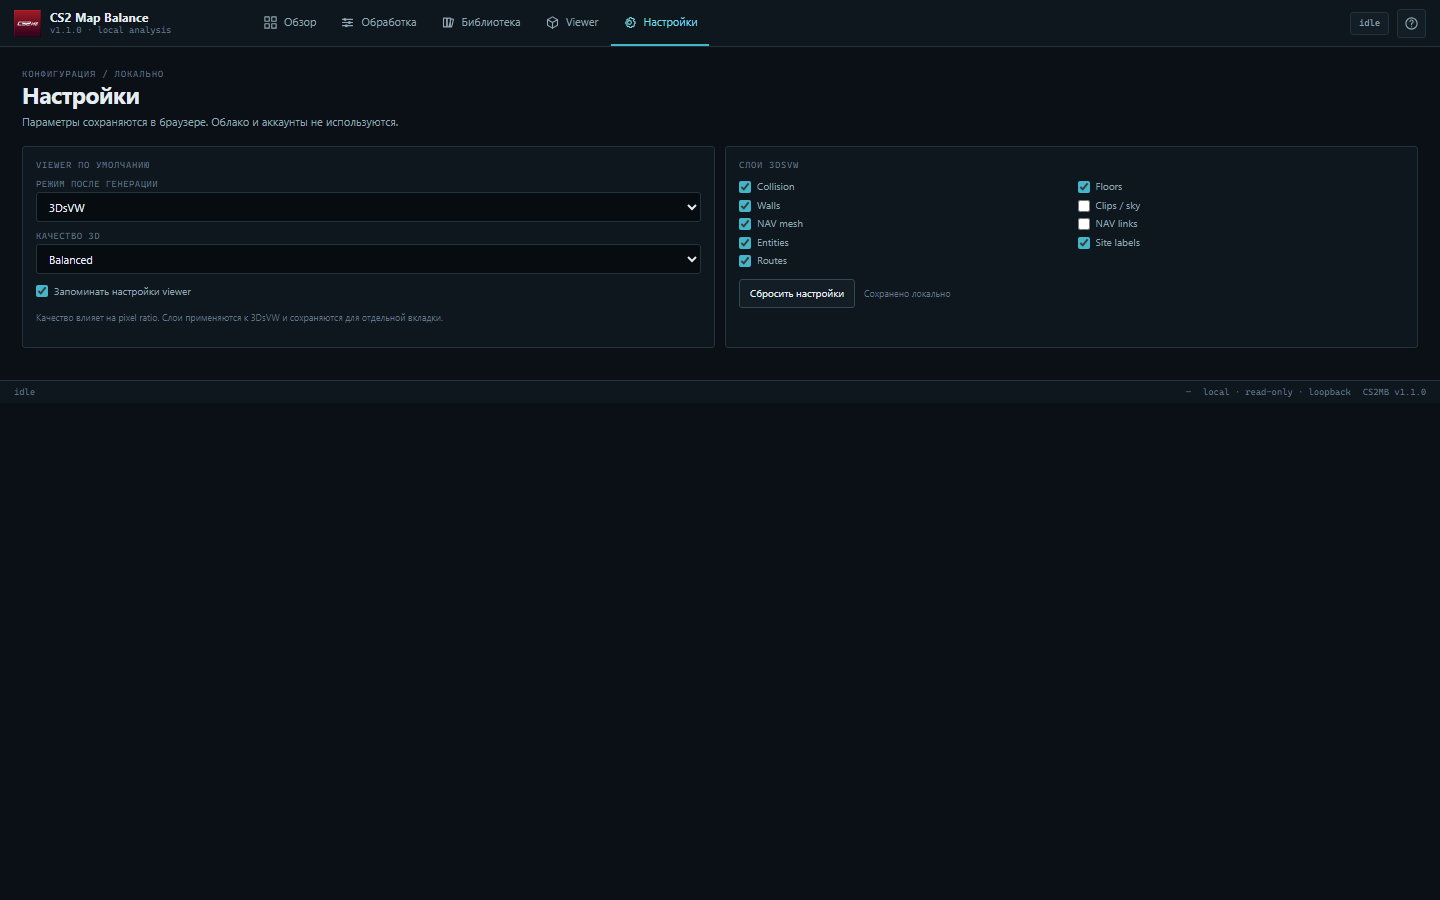 CS2 Map Balance
v1.1.0 · local analysis
Обзор
Обработка
Библиотека
Viewer
Настройки
idle
КОНФИГУРАЦИЯ / ЛОКАЛЬНО
Настройки
Параметры сохраняются в браузере. Облако и аккаунты не используются.
VIEWER ПО УМОЛЧАНИЮ
РЕЖИМ ПОСЛЕ ГЕНЕРАЦИИ
3DsVW
КАЧЕСТВО 3D
Balanced
Запоминать настройки viewer
Качество влияет на pixel ratio. Слои применяются к 3DsVW и сохраняются для отдельной вкладки.
СЛОИ 3DSVW
Collision
Floors
Walls
Clips / sky
NAV mesh
NAV links
Entities
Site labels
Routes
Сбросить настройки
Сохранено локально
idle
— local · read-only · loopback CS2MB v1.1.0